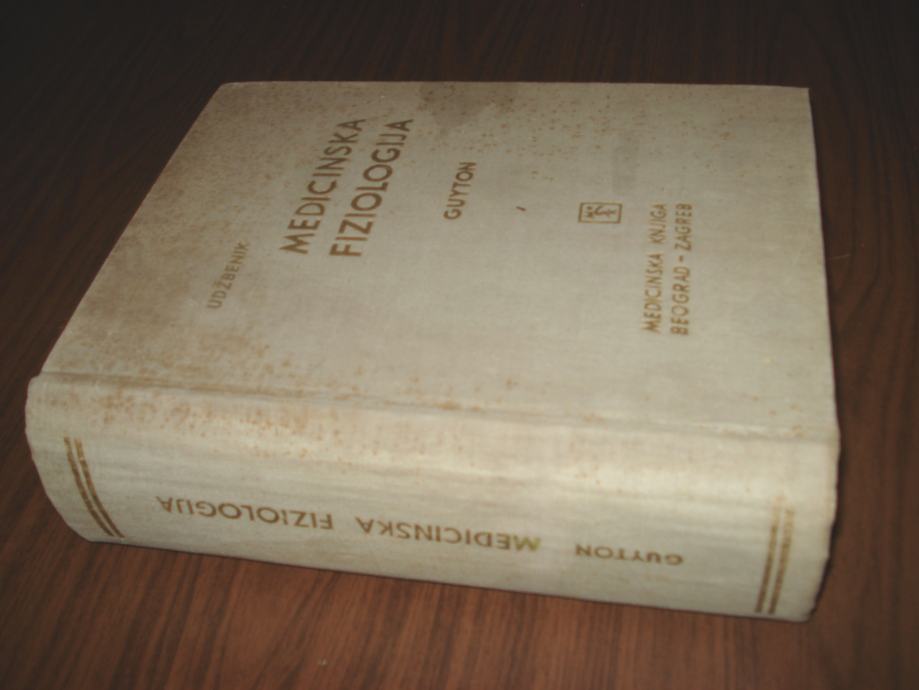 UDŽBENIK
MEDICINSKA
FIZIOLOGIJA
GUYTON
MEDICINSKA KNJIGA
BEOGRAD - ZAGREB
GUYTON MEDICINSKA FIZIOLOGIJA